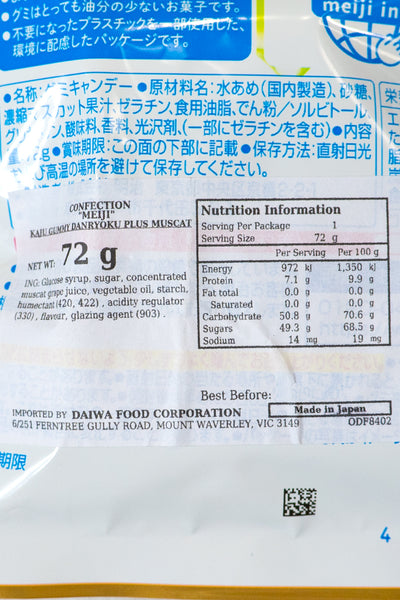 ●グミはとっても油分の少ないお菓子です。
●不要になったプラスチックを一部使用した、
環境に配慮したパッケージです。
meiji in
●名称:グミキャンデー●原材料名:水あめ(国内製造)、砂糖、
濃縮マスカット果汁、ゼラチン、食用油脂、でん粉/ソルビトール、
グリセリン、酸味料、香料、光沢剤、(一部にゼラチンを含む)●内容
●賞味期限:この面の下部に記載●保存方法:直射日光
高温の場所を避けて保存してください。
栄
CONFECTION
"MEIJI"
KAJU GUMMY DANRYOKU PLUS MUSCAT
NET WT: 72 g
ING: Glucose syrup, sugar, concentrated
muscat grape juice, vegetable oil, starch,
humectant (420, 422) , acidity regulator
(330) , flavour, glazing agent (903) .
Nutrition Information
Serving Per Package 1
Serving Size 72 g
Per Serving Per 100 g
Energy 972 kJ 1,350 kJ
Protein 7.1 g 9.9 g
Fat total 0.0 g 0.0 g
Saturated 0.0 g 0.0 g
Carbohydrate 50.8 g 70.6 g
Sugars 49.3 g 68.5 g
Sodium 14 mg 19 mg
Best Before:
Made in Japan
IMPORTED BY DAIWA FOOD CORPORATION
6/251 FERNTREE GULLY ROAD, MOUNT WAVERLEY, VIC 3149 ODF8402
期限
4